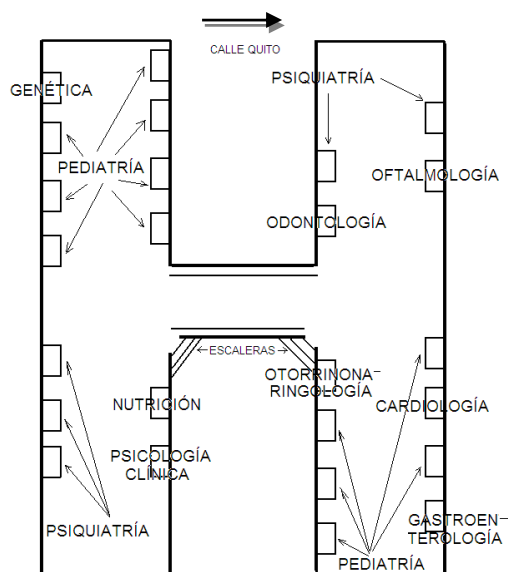 CALLE QUITO
GENÉTICA
PSIQUIATRÍA
PEDIATRÍA
OFTALMOLOGÍA
ODONTOLOGÍA
ESCALERAS
OTORRINONA-
RINGOLOGÍA
NUTRICIÓN
CARDIOLOGÍA
PSICOLOGÍA
CLÍNICA
PSIQUIATRÍA
GASTROEN-
TEROLOGÍA
PEDIATRÍA